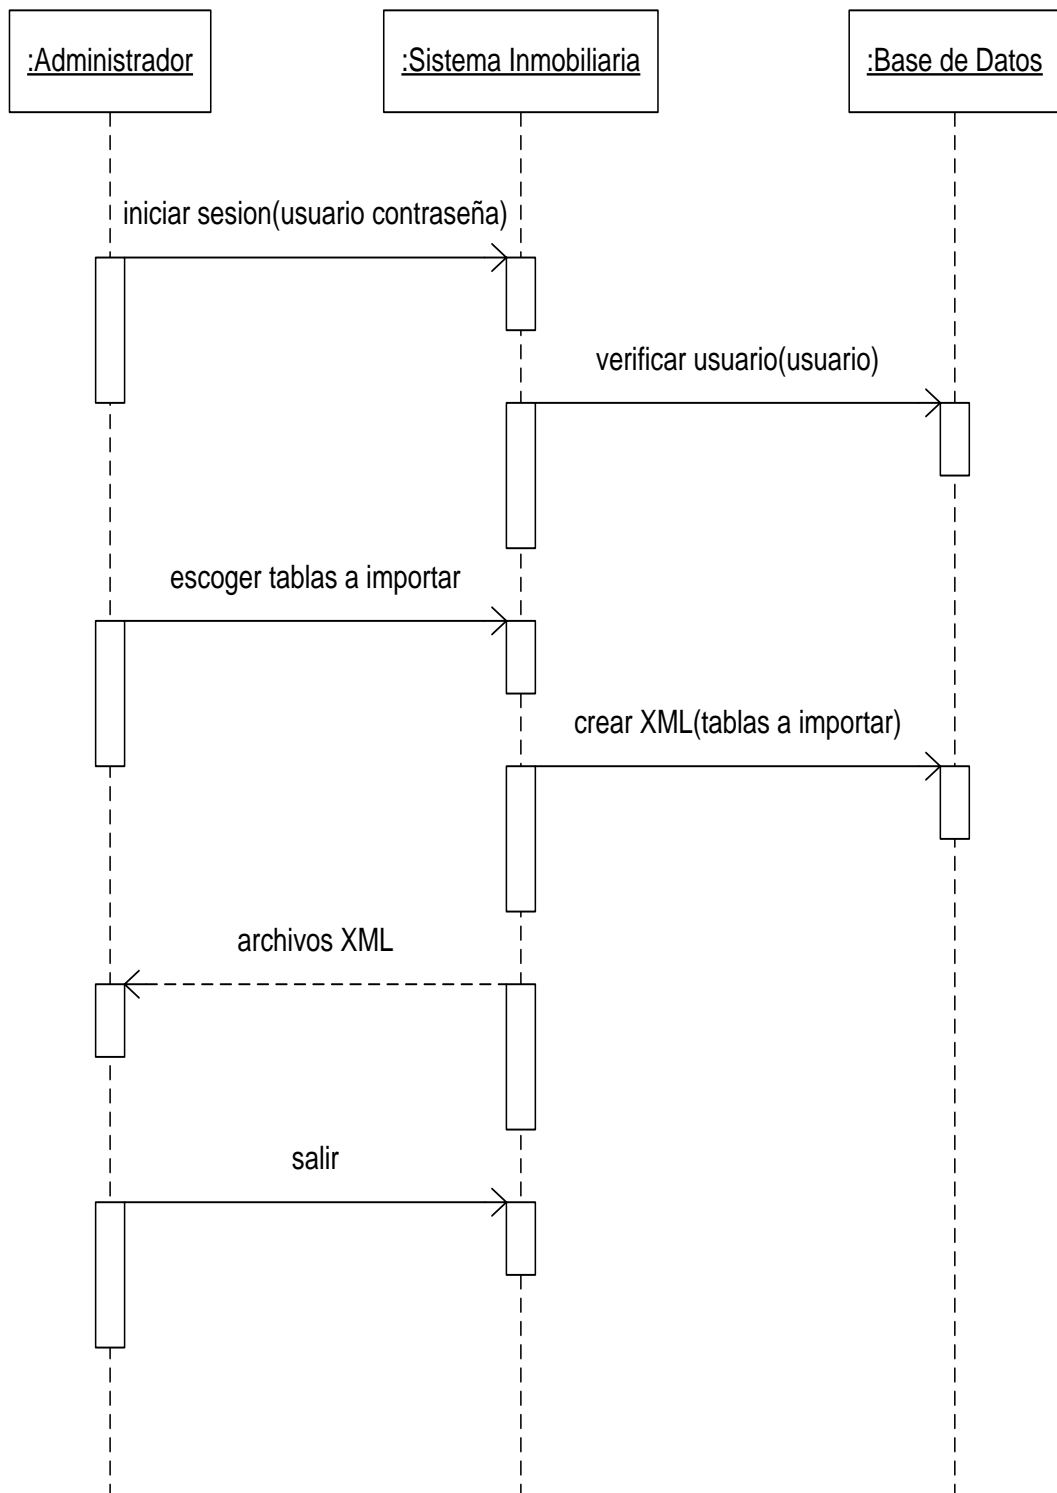 :Administrador
:Sistema Inmobiliaria
:Base de Datos
iniciar sesion(usuario contraseña)
verificar usuario(usuario)
escoger tablas a importar
crear XML(tablas a importar)
archivos XML
salir